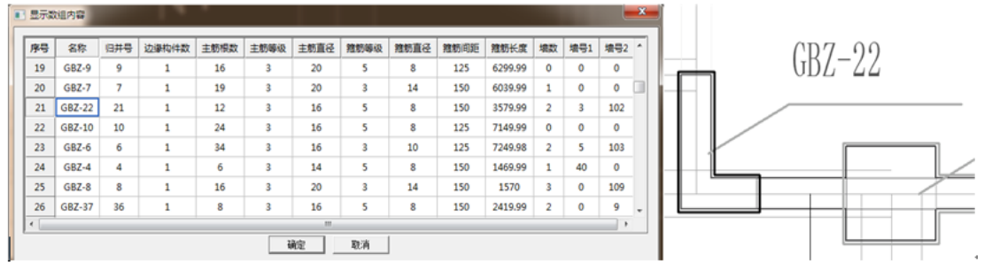 显示数组内容
序号 名称 归并号 边缘构件数 主筋根数 主筋等级 主筋直径 箍筋等级 箍筋直径 箍筋间距 箍筋长度 墙数 墙号1 墙号2
19 GBZ-9 9 1 16 3 20 5 8 125 6299.99 0 0 0
20 GBZ-7 7 1 19 3 20 3 14 150 6039.99 1 0 0
21 GBZ-22 21 1 12 3 16 5 8 150 3579.99 2 3 102
22 GBZ-10 10 1 24 3 16 5 8 125 7149.99 0 0 0
23 GBZ-6 6 1 34 3 16 3 10 125 7249.98 2 5 103
24 GBZ-4 4 1 6 3 14 5 8 150 1469.99 1 40 0
25 GBZ-8 8 1 16 3 20 3 14 150 1570 3 0 109
26 GBZ-37 36 1 8 3 16 5 8 150 2419.99 2 0 9
确定 取消
GBZ-22